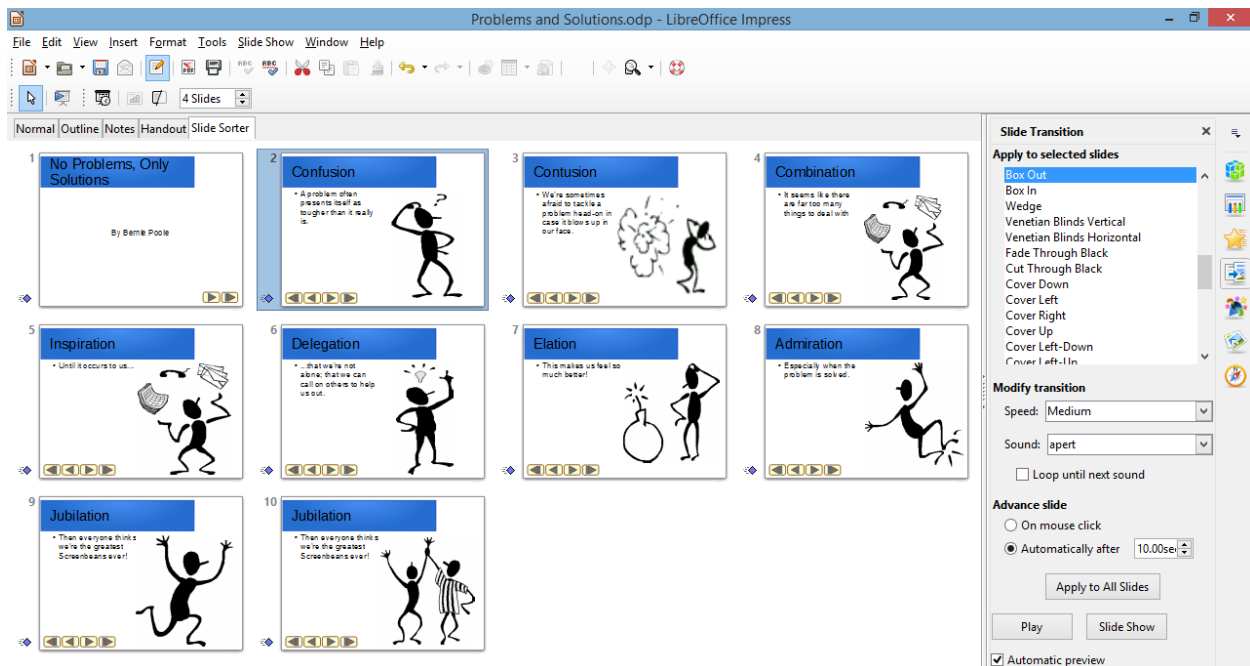 Problems and Solutions.odp - LibreOffice Impress
File Edit View Insert Format Tools Slide Show Window Help
PDF ABC ABC
4 Slides
Normal Outline Notes Handout Slide Sorter
1
No Problems, Only
Solutions
By Bernie Poole
2
Confusion
• A problem often
presents itself as
tougher than it really
is.
?
3
Contusion
• We're sometimes
afraid to tackle a
problem head-on in
case it blows up in
our face.
4
Combination
• It seems like there
are far too many
things to deal with
5
Inspiration
• Until it occurs to us...
6
Delegation
• ...that we're not
alone; that we can
call on others to help
us out.
7
Elation
• This makes us feel so
much better!
8
Admiration
• Especially when the
problem is solved.
9
Jubilation
• Then everyone thinks
we're the greatest
Screenbeans ever!
10
Jubilation
• Then everyone thinks
we're the greatest
Screenbeans ever!
Slide Transition
Apply to selected slides
Box Out
Box In
Wedge
Venetian Blinds Vertical
Venetian Blinds Horizontal
Fade Through Black
Cut Through Black
Cover Down
Cover Left
Cover Right
Cover Up
Cover Left-Down
Cover Left-Up
Modify transition
Speed: Medium
Sound: apert
Loop until next sound
Advance slide
On mouse click
Automatically after 10.00sec
Apply to All Slides
Play Slide Show
Automatic preview